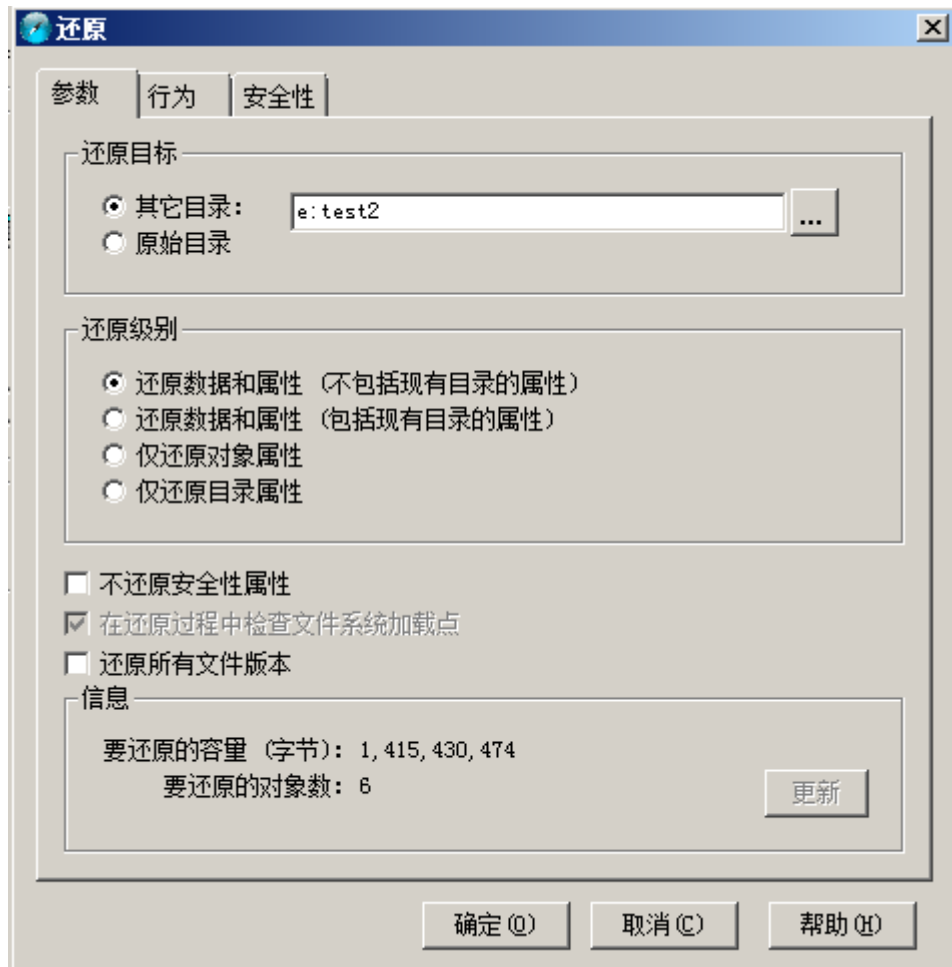 还原
参数 行为 安全性
还原目标
其它目录: e:test2 ...
原始目录
还原级别
还原数据和属性 (不包括现有目录的属性)
还原数据和属性 (包括现有目录的属性)
仅还原对象属性
仅还原目录属性
不还原安全性属性
在还原过程中检查文件系统加载点
还原所有文件版本
信息
要还原的容量 (字节): 1,415,430,474
要还原的对象数: 6
更新
确定(O) 取消(C) 帮助(H)